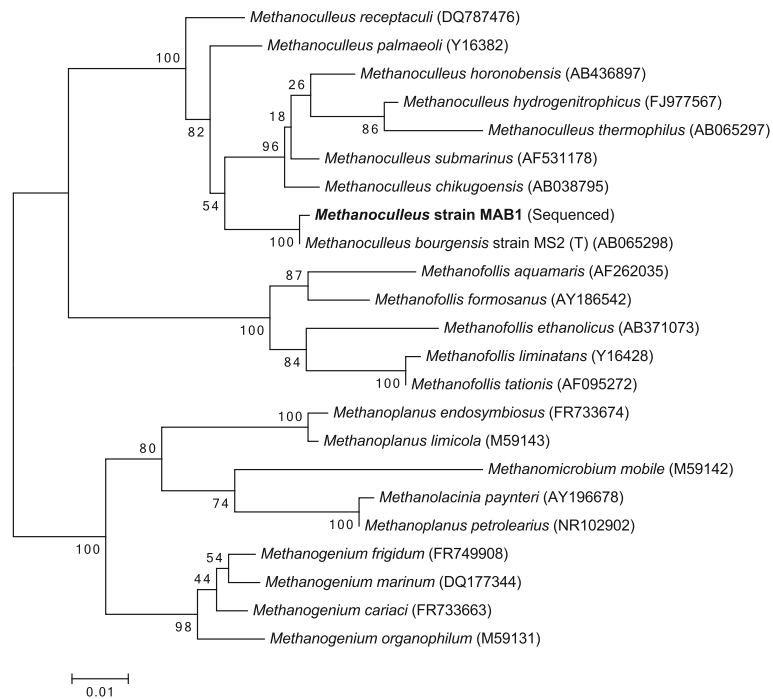 Methanoculleus receptaculi (DQ787476)
100
Methanoculleus palmaeoli (Y16382)
Methanoculleus horonobensis (AB436897)
26
Methanoculleus hydrogenitrophicus (FJ977567)
18
86
Methanoculleus thermophilus (AB065297)
82
96
Methanoculleus submarinus (AF531178)
Methanoculleus chikugoensis (AB038795)
54
Methanoculleus strain MAB1 (Sequenced)
100
Methanoculleus bourgensis strain MS2 (T) (AB065298)
87
Methanofollis aquamaris (AF262035)
Methanofollis formosanus (AY186542)
100
Methanofollis ethanolicus (AB371073)
84
Methanofollis liminatans (Y16428)
100
Methanofollis tationis (AF095272)
100
Methanoplanus endosymbiosus (FR733674)
80
Methanoplanus limicola (M59143)
Methanomicrobium mobile (M59142)
74
Methanolacinia paynteri (AY196678)
100
Methanoplanus petrolearius (NR102902)
100
54
Methanogenium frigidum (FR749908)
44
Methanogenium marinum (DQ177344)
Methanogenium cariaci (FR733663)
98
Methanogenium organophilum (M59131)
0.01